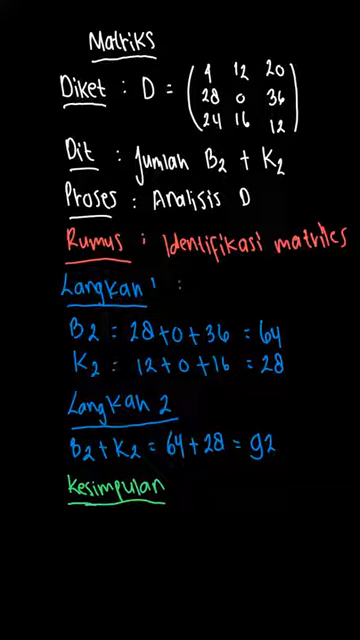 Matriks
Diket : D = ( 4 12 20
28 0 36
24 16 12 )
Dit : Jumlah B2 + K2
Proses : Analisis D
Rumus : Identifikasi matriks
Langkah 1 :
B2 = 28 + 0 + 36 = 64
K2 = 12 + 0 + 16 = 28
Langkah 2
B2 + K2 = 64 + 28 = 92
Kesimpulan